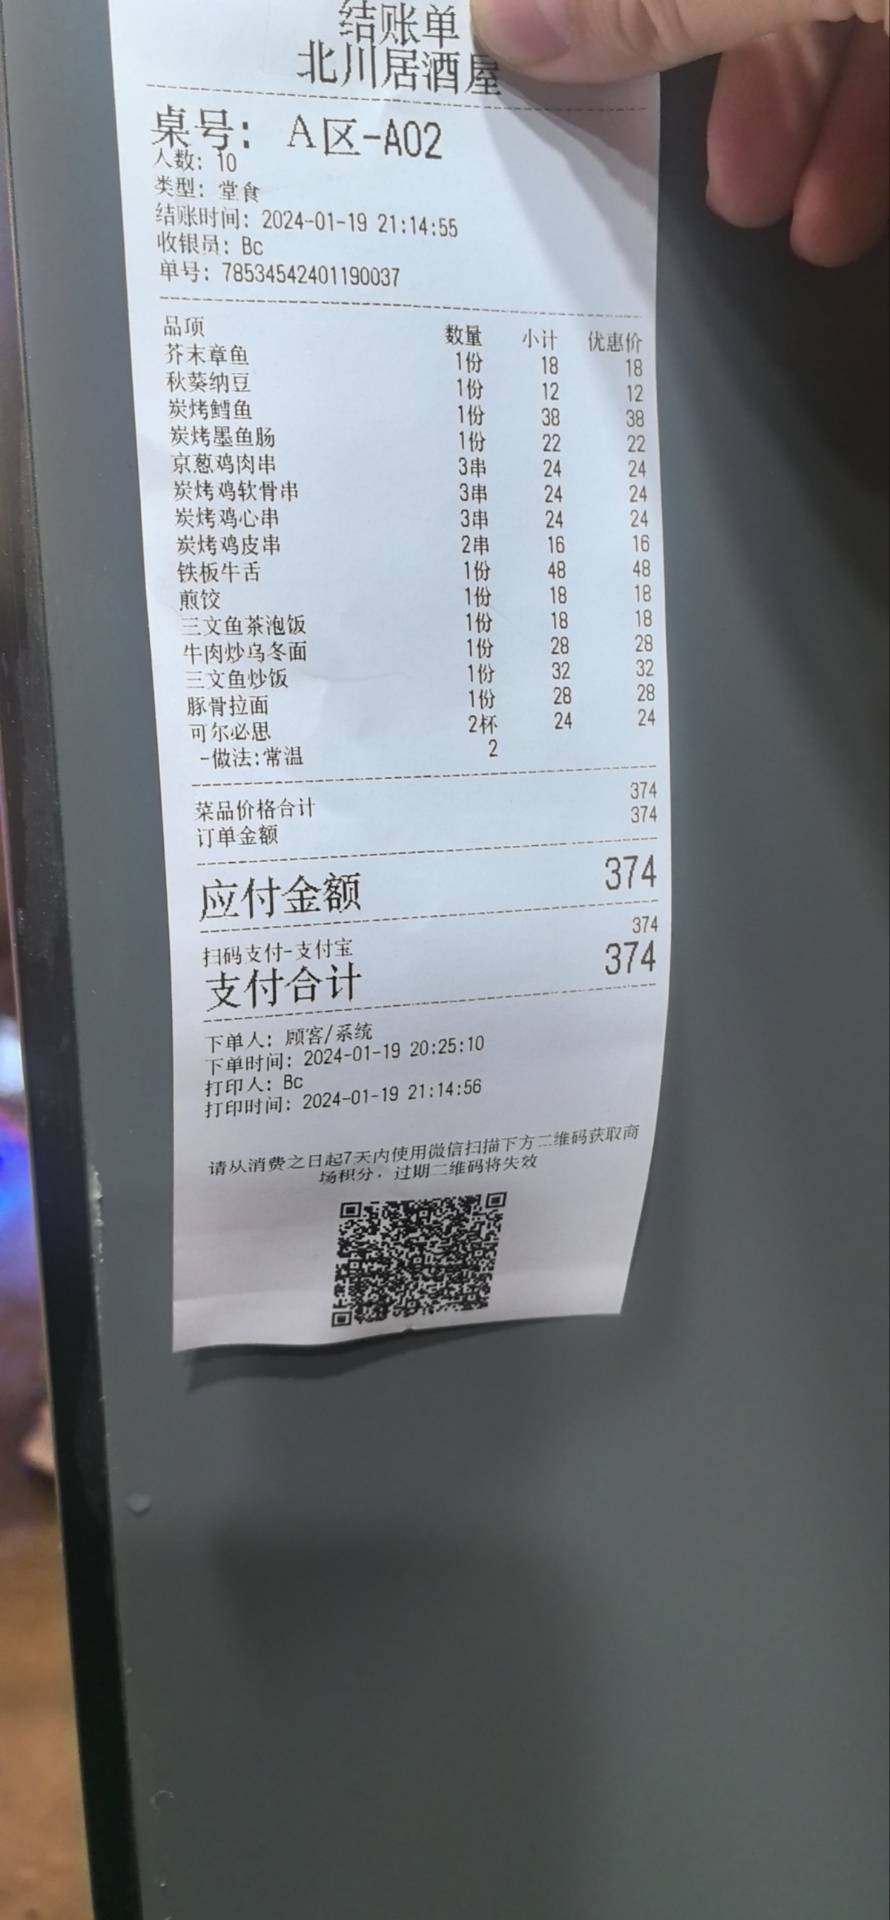 结账单
北川居酒屋
桌号: A区-A02
人数: 10
类型: 堂食
结账时间: 2024-01-19 21:14:55
收银员: Bc
单号: 78534542401190037
品项 数量 小计 优惠价
芥末章鱼 1份 18 18
秋葵纳豆 1份 12 12
炭烤鳕鱼 1份 38 38
炭烤墨鱼肠 1份 22 22
京葱鸡肉串 3串 24 24
炭烤鸡软骨串 3串 24 24
炭烤鸡心串 3串 24 24
炭烤鸡皮串 2串 16 16
铁板牛舌 1份 48 48
煎饺 1份 18 18
三文鱼茶泡饭 1份 18 18
牛肉炒乌冬面 1份 28 28
三文鱼炒饭 1份 32 32
豚骨拉面 1份 28 28
可尔必思 2杯 24 24
-做法:常温 2
菜品价格合计 374
订单金额 374
应付金额 374
扫码支付-支付宝 374
支付合计 374
下单人: 顾客/系统
下单时间: 2024-01-19 20:25:10
打印人: Bc
打印时间: 2024-01-19 21:14:56
请从消费之日起7天内使用微信扫描下方二维码获取商
场积分，过期二维码将失效